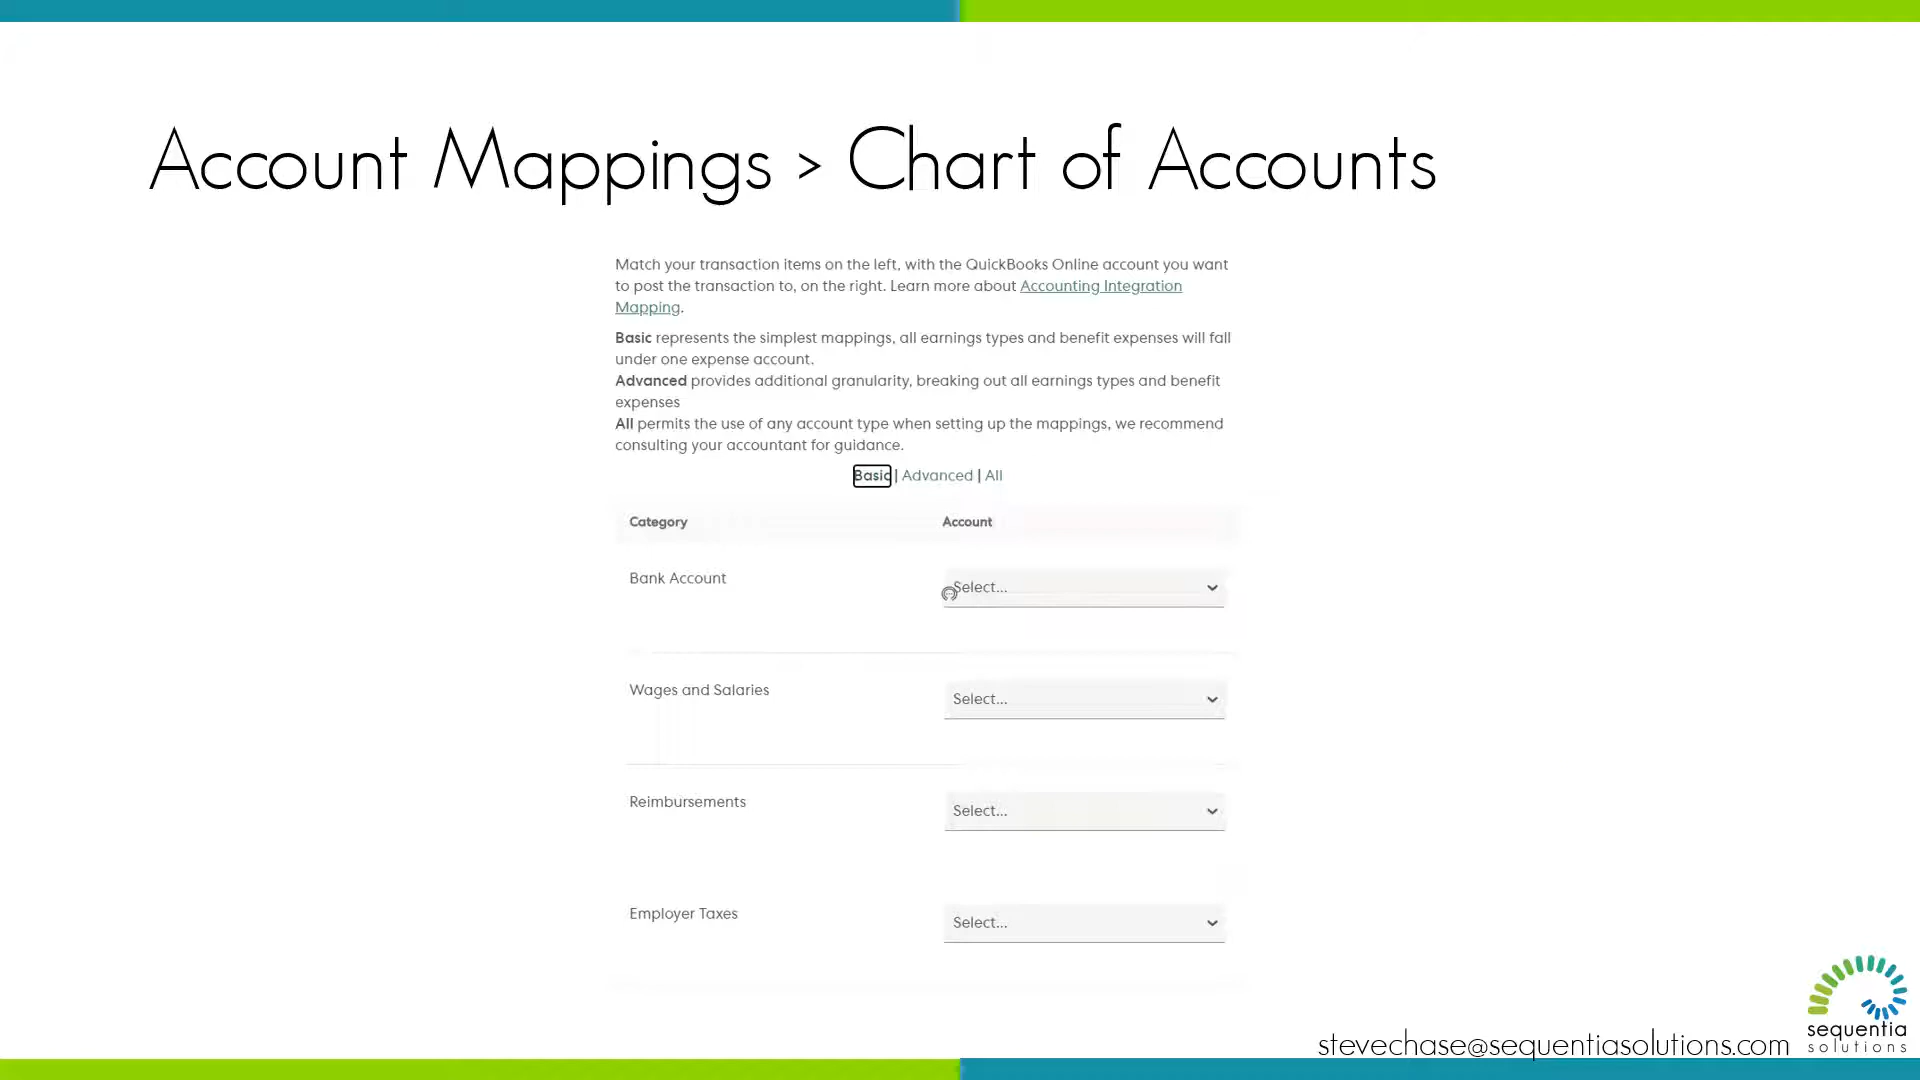 Account Mappings > Chart of Accounts
Match your transaction items on the left, with the QuickBooks Online account you want
to post the transaction to, on the right. Learn more about Accounting Integration
Mapping.
Basic represents the simplest mappings, all earnings types and benefit expenses will fall
under one expense account.
Advanced provides additional granularity, breaking out all earnings types and benefit
expenses
All permits the use of any account type when setting up the mappings, we recommend
consulting your accountant for guidance.
Basic | Advanced | All
Category Account
Bank Account Select...
Wages and Salaries Select...
Reimbursements Select...
Employer Taxes Select...
stevechase@sequentiasolutions.com
sequentia
solutions